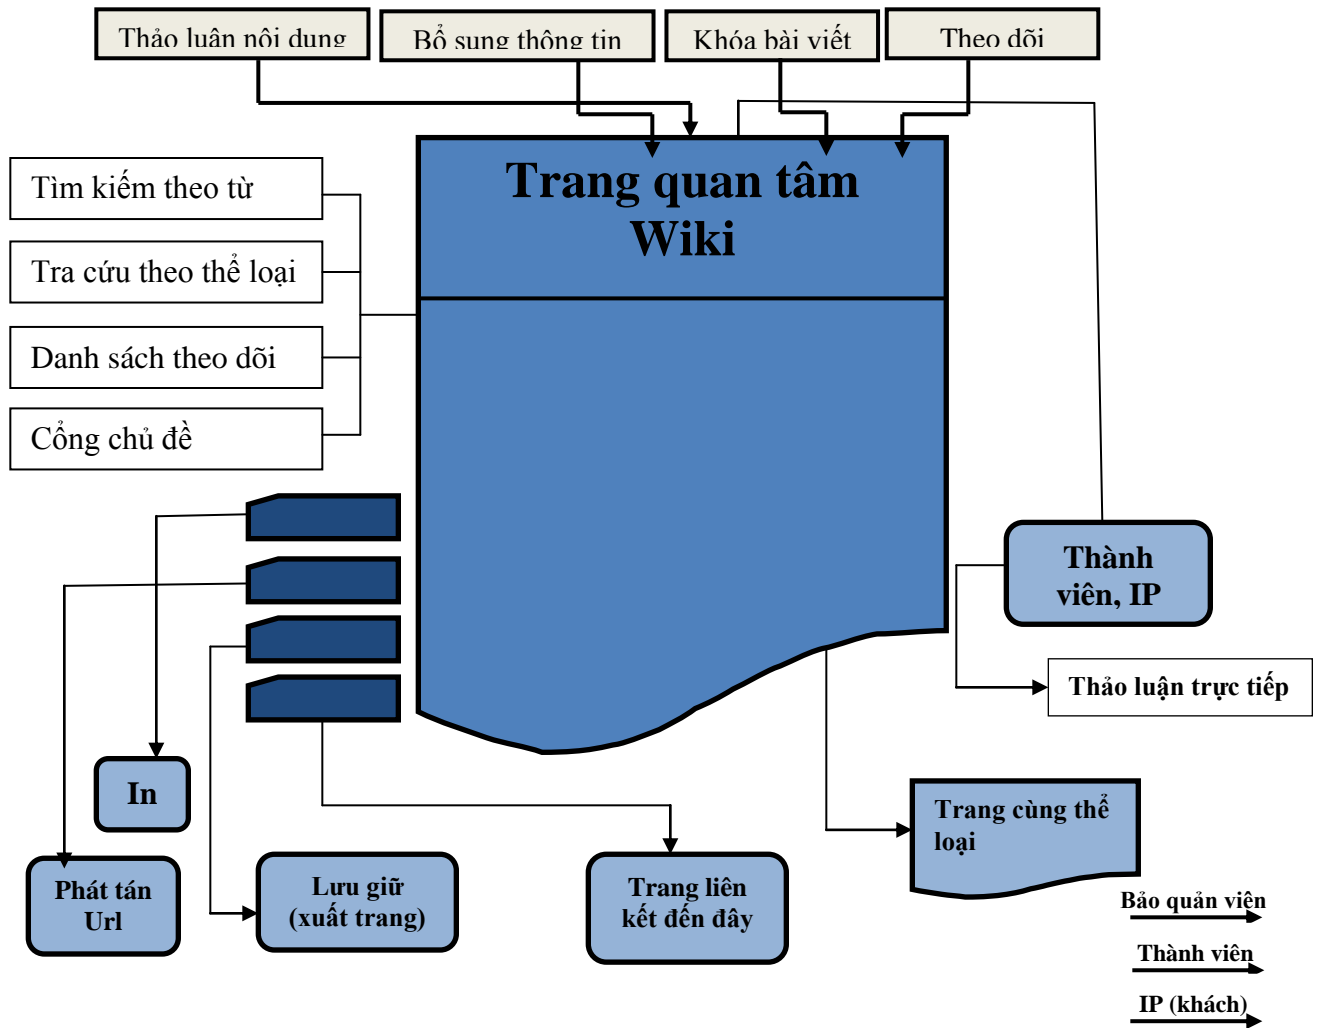 Thảo luận nội dung
Bổ sung thông tin
Khóa bài viết
Theo dõi
Trang quan tâm
Wiki
Tìm kiếm theo từ
Tra cứu theo thể loại
Danh sách theo dõi
Cổng chủ đề
Thành
viên, IP
Thảo luận trực tiếp
In
Trang cùng thể
loại
Phát tán
Url
Lưu giữ
(xuất trang)
Trang liên
kết đến đây
Bảo quản viên
Thành viên
IP (khách)